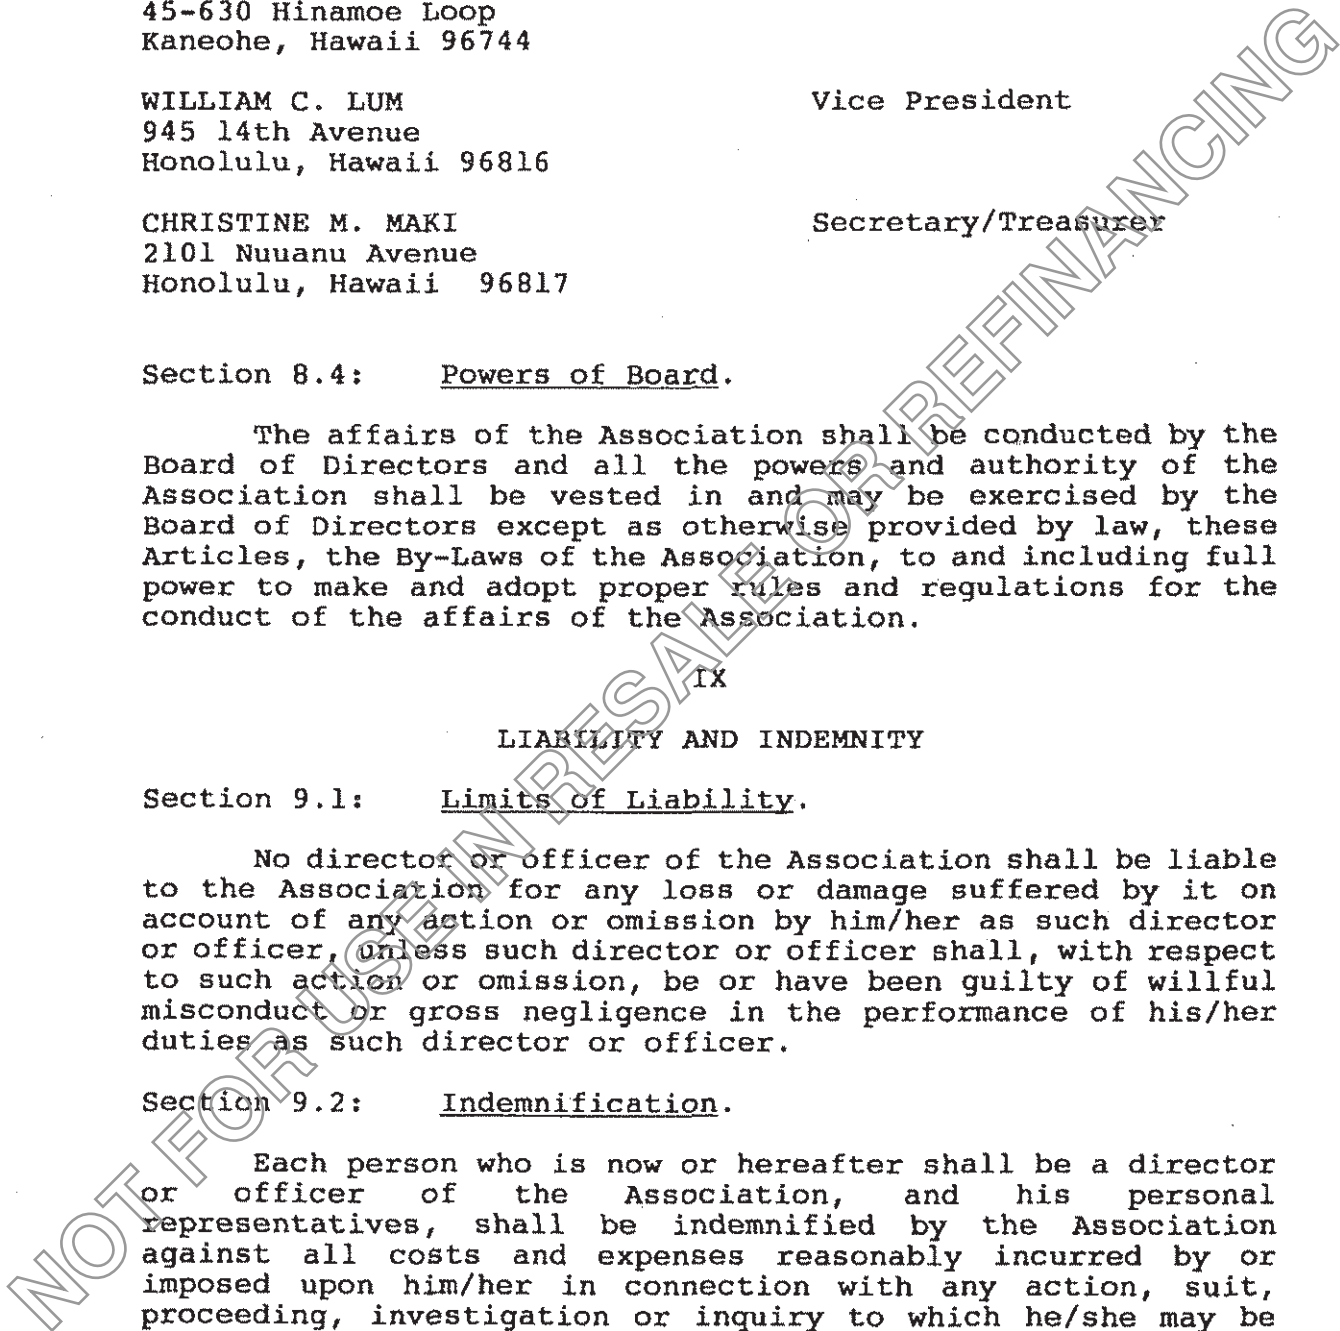 45-630 Hinamoe Loop
Kaneohe, Hawaii 96744
WILLIAM C. LUM Vice President
945 14th Avenue
Honolulu, Hawaii 96816
CHRISTINE M. MAKI Secretary/Treasurer
2101 Nuuanu Avenue
Honolulu, Hawaii 96817
Section 8.4: Powers of Board.
The affairs of the Association shall be conducted by the
Board of Directors and all the powers and authority of the
Association shall be vested in and may be exercised by the
Board of Directors except as otherwise provided by law, these
Articles, the By-Laws of the Association, to and including full
power to make and adopt proper rules and regulations for the
conduct of the affairs of the Association.
IX
LIABILITY AND INDEMNITY
Section 9.1: Limits of Liability.
No director or officer of the Association shall be liable
to the Association for any loss or damage suffered by it on
account of any action or omission by him/her as such director
or officer, unless such director or officer shall, with respect
to such action or omission, be or have been guilty of willful
misconduct or gross negligence in the performance of his/her
duties as such director or officer.
Section 9.2: Indemnification.
Each person who is now or hereafter shall be a director
or officer of the Association, and his personal
representatives, shall be indemnified by the Association
against all costs and expenses reasonably incurred by or
imposed upon him/her in connection with any action, suit,
proceeding, investigation or inquiry to which he/she may be
NOT FOR USE IN RESALE OR REFINANCING